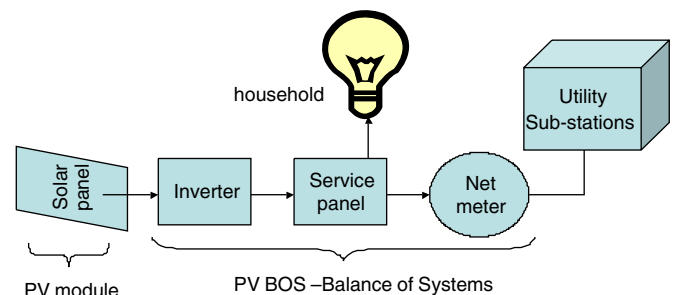 household
Utility
Sub-stations
Solar
panel
Inverter
Service
panel
Net
meter
PV module
PV BOS –Balance of Systems